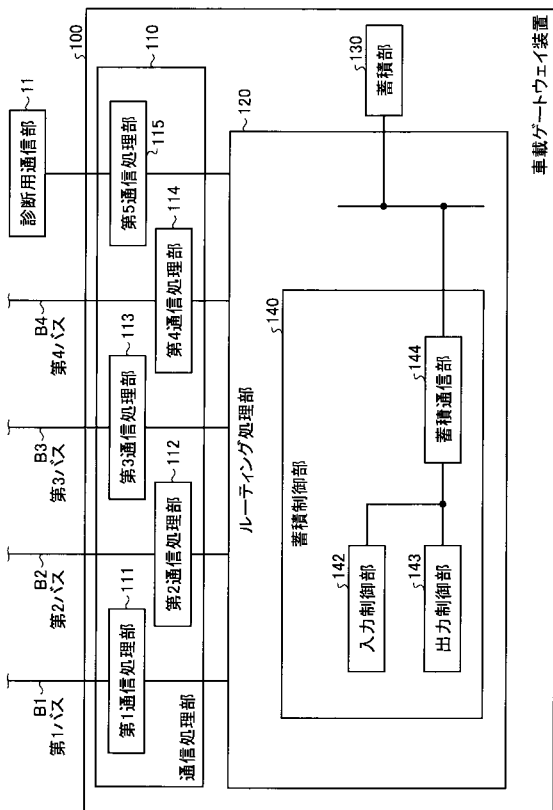 車載ゲートウェイ装置
100
診断用通信部
11
B1
第1バス
B2
第2バス
B3
第3バス
B4
第4バス
110
通信処理部
第1通信処理部
111
第2通信処理部
112
第3通信処理部
113
第4通信処理部
114
第5通信処理部
115
ルーティング処理部
120
蓄積部
130
蓄積制御部
140
入力制御部
142
出力制御部
143
蓄積通信部
144